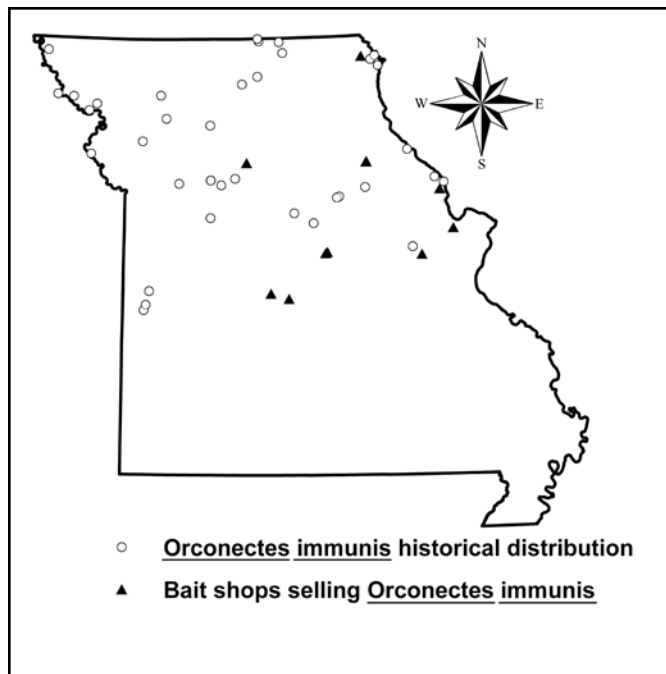 N
W E
S
Orconectes immunis historical distribution
Bait shops selling Orconectes immunis